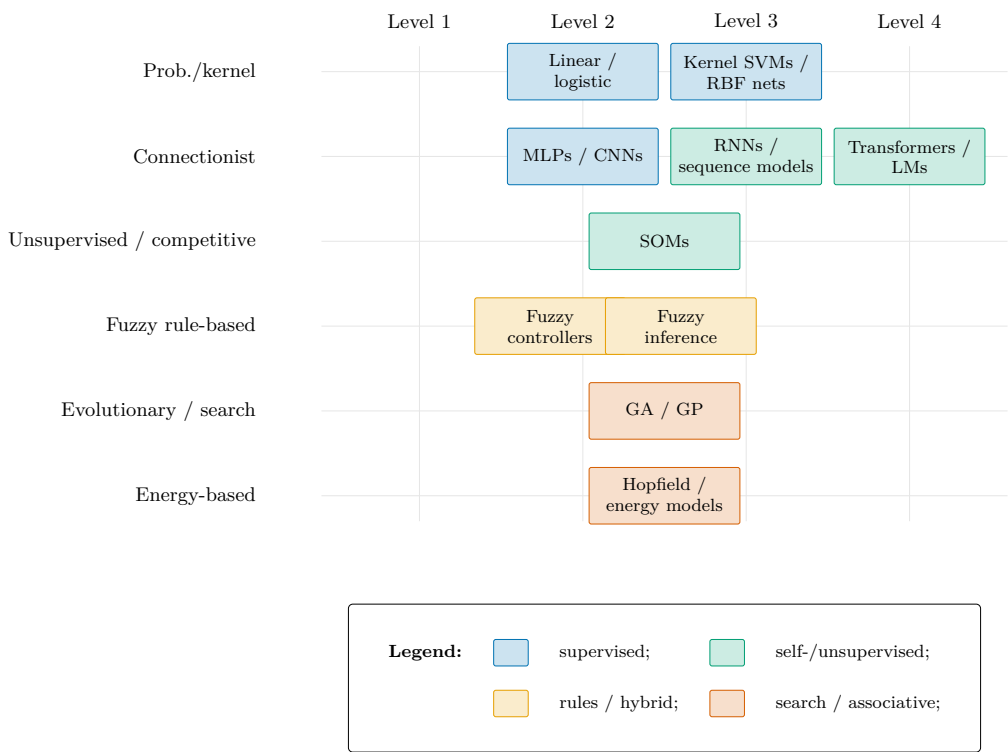 Level 1 Level 2 Level 3 Level 4
Prob./kernel
Linear /
logistic
Kernel SVMs /
RBF nets
Connectionist
MLPs / CNNs
RNNs /
sequence models
Transformers /
LMs
Unsupervised / competitive
SOMs
Fuzzy rule-based
Fuzzy
controllers
Fuzzy
inference
Evolutionary / search
GA / GP
Energy-based
Hopfield /
energy models
Legend: supervised; self-/unsupervised;
rules / hybrid; search / associative;